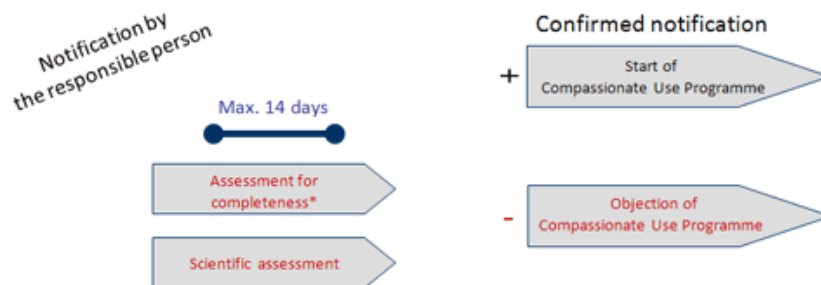 Notification by
the responsible person
Max. 14 days
Assessment for
completeness*
Scientific assessment
Confirmed notification
+
Start of
Compassionate Use Programme
-
Objection of
Compassionate Use Programme